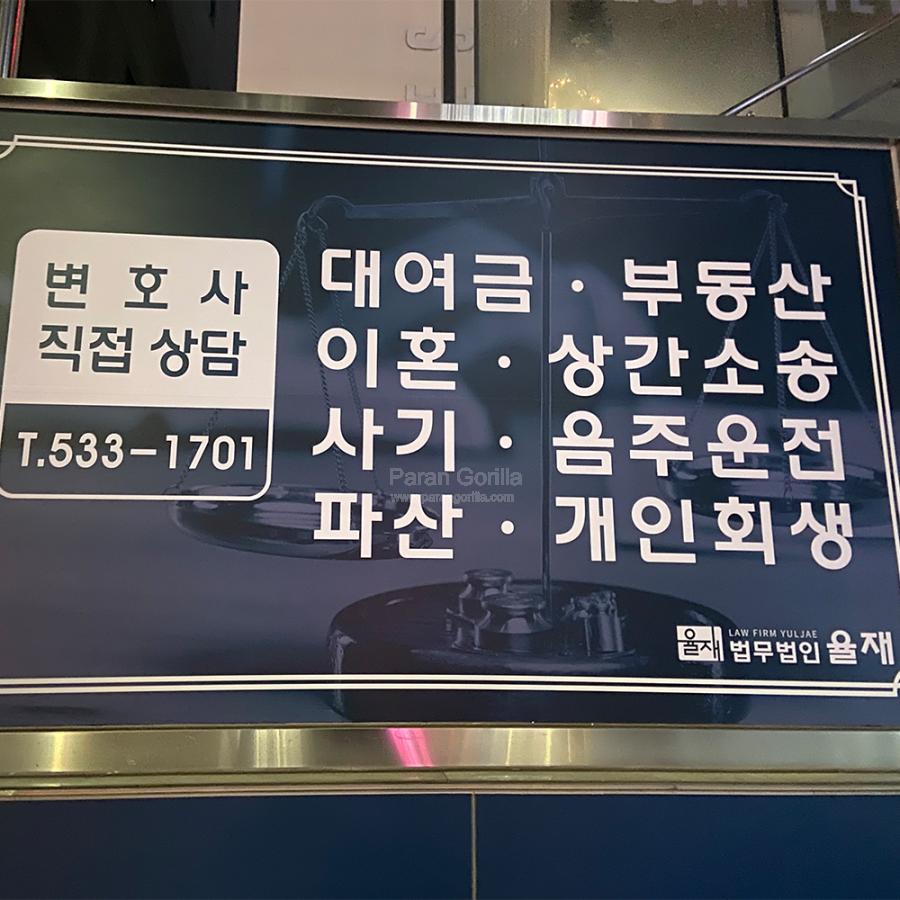 변호사
직접 상담
T.533-1701
대여금 · 부동산
이혼 · 상간소송
사기 · 음주운전
파산 · 개인회생
Paran Gorilla
www.parangorilla.com
율재 LAW FIRM YULJAE
법무법인 율재